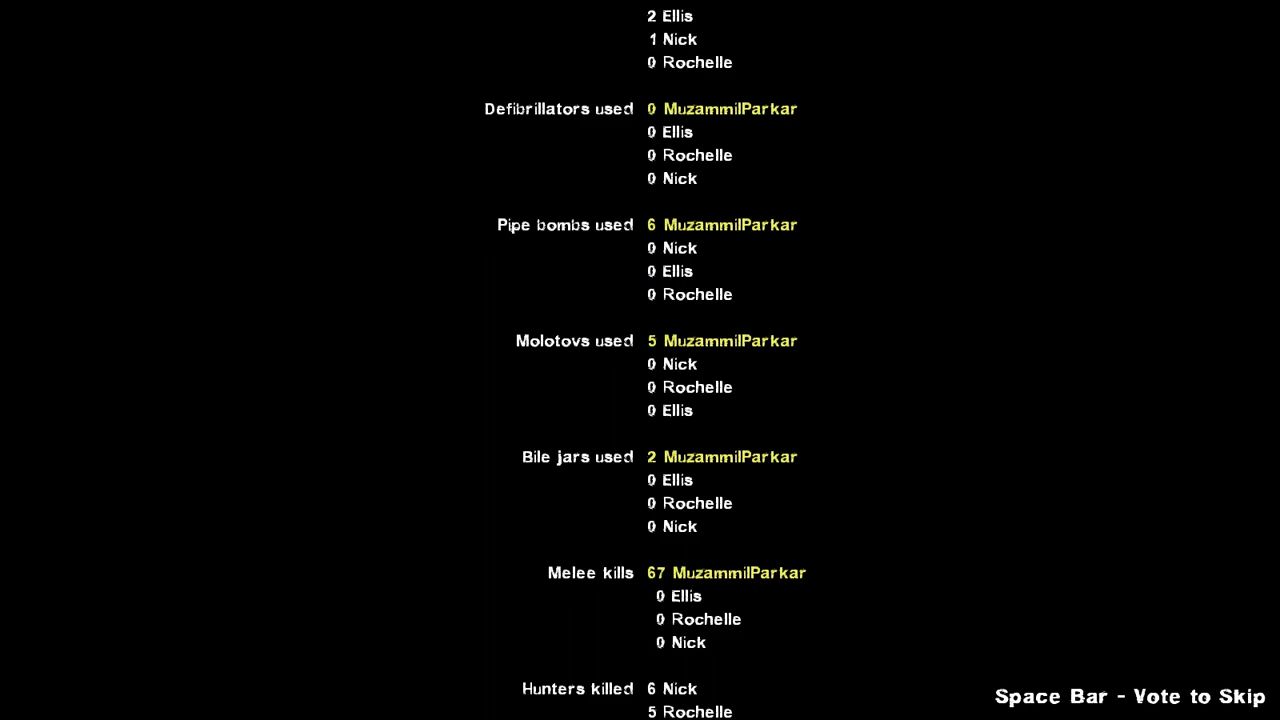 2 Ellis
1 Nick
0 Rochelle
Defibrillators used 0 MuzammilParkar
0 Ellis
0 Rochelle
0 Nick
Pipe bombs used 6 MuzammilParkar
0 Nick
0 Ellis
0 Rochelle
Molotovs used 5 MuzammilParkar
0 Nick
0 Rochelle
0 Ellis
Bile jars used 2 MuzammilParkar
0 Ellis
0 Rochelle
0 Nick
Melee kills 67 MuzammilParkar
0 Ellis
0 Rochelle
0 Nick
Hunters killed 6 Nick
5 Rochelle
Space Bar - Vote to Skip